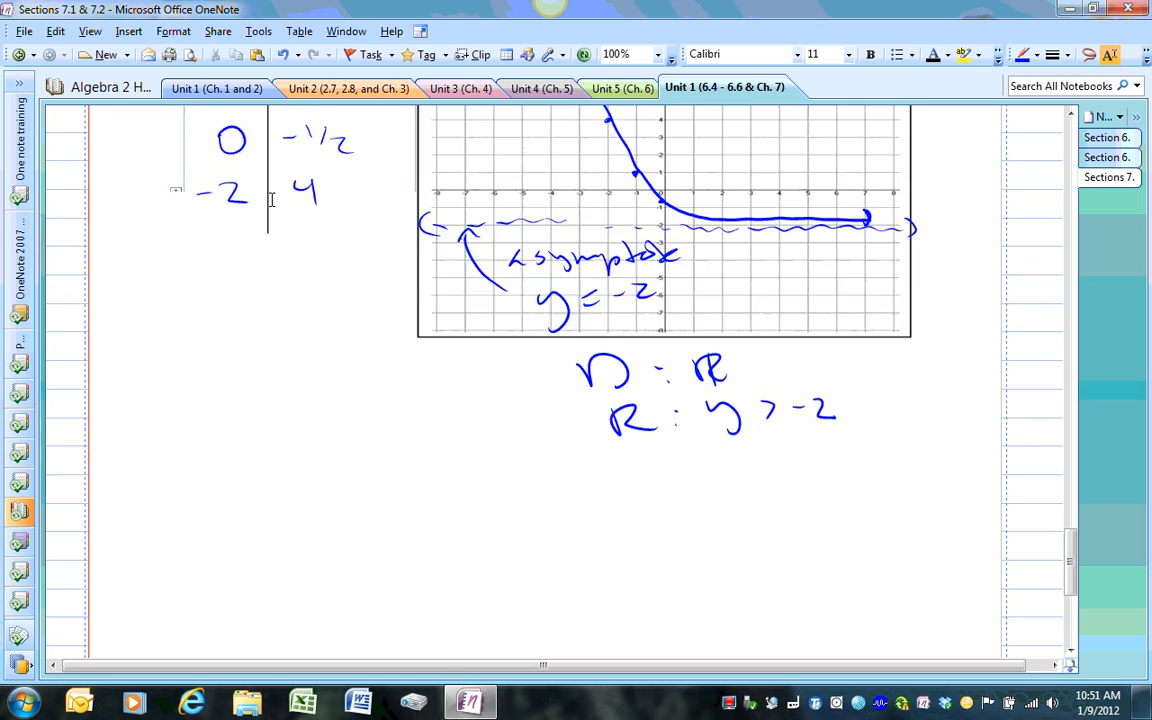 Sections 7.1 & 7.2 - Microsoft Office OneNote
File Edit View Insert Format Share Tools Table Window Help
New Task Tag Clip 100% Calibri 11 B A ab A
Algebra 2 H... Unit 1 (Ch. 1 and 2) Unit 2 (2.7, 2.8, and Ch. 3) Unit 3 (Ch. 4) Unit 4 (Ch. 5) Unit 5 (Ch. 6) Unit 1 (6.4 - 6.6 & Ch. 7) Search All Notebooks
N...
Section 6.
Section 6.
Sections 7.
One note training
OneNote 2007 ...
P...
0 -1/2
-2 4
asymptote
y = -2
D : ℝ
R : y > -2
10:51 AM
1/9/2012